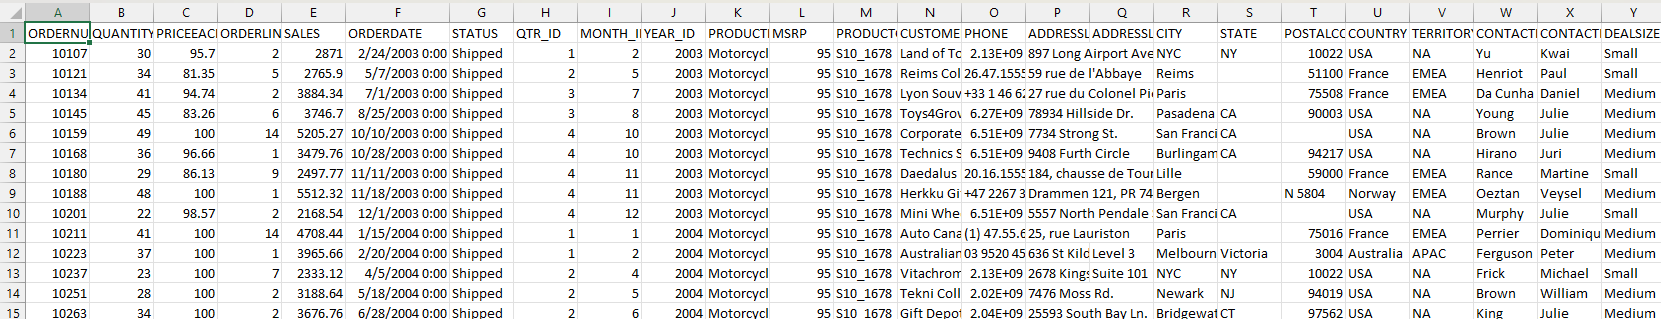 A B C D E F G H I J K L M N O P Q R S T U V W X Y
1 ORDERNU QUANTITY PRICEEACH ORDERLIN SALES ORDERDATE STATUS QTR_ID MONTH_II YEAR_ID PRODUCTI MSRP PRODUCTC CUSTOME PHONE ADDRESSL ADDRESSL CITY STATE POSTALCO COUNTRY TERRITORY CONTACTI CONTACTI DEALSIZE
2 10107 30 95.7 2 2871 2/24/2003 0:00 Shipped 1 2 2003 Motorcycl 95 S10_1678 Land of To 2.13E+09 897 Long Airport Ave NYC NY 10022 USA NA Yu Kwai Small
3 10121 34 81.35 5 2765.9 5/7/2003 0:00 Shipped 2 5 2003 Motorcycl 95 S10_1678 Reims Col 26.47.1555 59 rue de l'Abbaye Reims 51100 France EMEA Henriot Paul Small
4 10134 41 94.74 2 3884.34 7/1/2003 0:00 Shipped 3 7 2003 Motorcycl 95 S10_1678 Lyon Souv +33 1 46 62 27 rue du Colonel Pi Paris 75508 France EMEA Da Cunha Daniel Medium
5 10145 45 83.26 6 3746.7 8/25/2003 0:00 Shipped 3 8 2003 Motorcycl 95 S10_1678 Toys4Grov 6.27E+09 78934 Hillside Dr. Pasadena CA 90003 USA NA Young Julie Medium
6 10159 49 100 14 5205.27 10/10/2003 0:00 Shipped 4 10 2003 Motorcycl 95 S10_1678 Corporate 6.51E+09 7734 Strong St. San Franci CA USA NA Brown Julie Medium
7 10168 36 96.66 1 3479.76 10/28/2003 0:00 Shipped 4 10 2003 Motorcycl 95 S10_1678 Technics S 6.51E+09 9408 Furth Circle Burlingam CA 94217 USA NA Hirano Juri Medium
8 10180 29 86.13 9 2497.77 11/11/2003 0:00 Shipped 4 11 2003 Motorcycl 95 S10_1678 Daedalus 20.16.1555 184, chausse de Tour Lille 59000 France EMEA Rance Martine Small
9 10188 48 100 1 5512.32 11/18/2003 0:00 Shipped 4 11 2003 Motorcycl 95 S10_1678 Herkku Gi +47 2267 3 Drammen 121, PR 74 Bergen N 5804 Norway EMEA Oeztan Veysel Medium
10 10201 22 98.57 2 2168.54 12/1/2003 0:00 Shipped 4 12 2003 Motorcycl 95 S10_1678 Mini Whe 6.51E+09 5557 North Pendale San Franci CA USA NA Murphy Julie Small
11 10211 41 100 14 4708.44 1/15/2004 0:00 Shipped 1 1 2004 Motorcycl 95 S10_1678 Auto Cana (1) 47.55.6 25, rue Lauriston Paris 75016 France EMEA Perrier Dominiqu Medium
12 10223 37 100 1 3965.66 2/20/2004 0:00 Shipped 1 2 2004 Motorcycl 95 S10_1678 Australian 03 9520 45 636 St Kild Level 3 Melbourn Victoria 3004 Australia APAC Ferguson Peter Medium
13 10237 23 100 7 2333.12 4/5/2004 0:00 Shipped 2 4 2004 Motorcycl 95 S10_1678 Vitachrom 2.13E+09 2678 Kings Suite 101 NYC NY 10022 USA NA Frick Michael Small
14 10251 28 100 2 3188.64 5/18/2004 0:00 Shipped 2 5 2004 Motorcycl 95 S10_1678 Tekni Coll 2.02E+09 7476 Moss Rd. Newark NJ 94019 USA NA Brown William Medium
15 10263 34 100 2 3676.76 6/28/2004 0:00 Shipped 2 6 2004 Motorcycl 95 S10_1678 Gift Depot 2.04E+09 25593 South Bay Ln. Bridgewat CT 97562 USA NA King Julie Medium